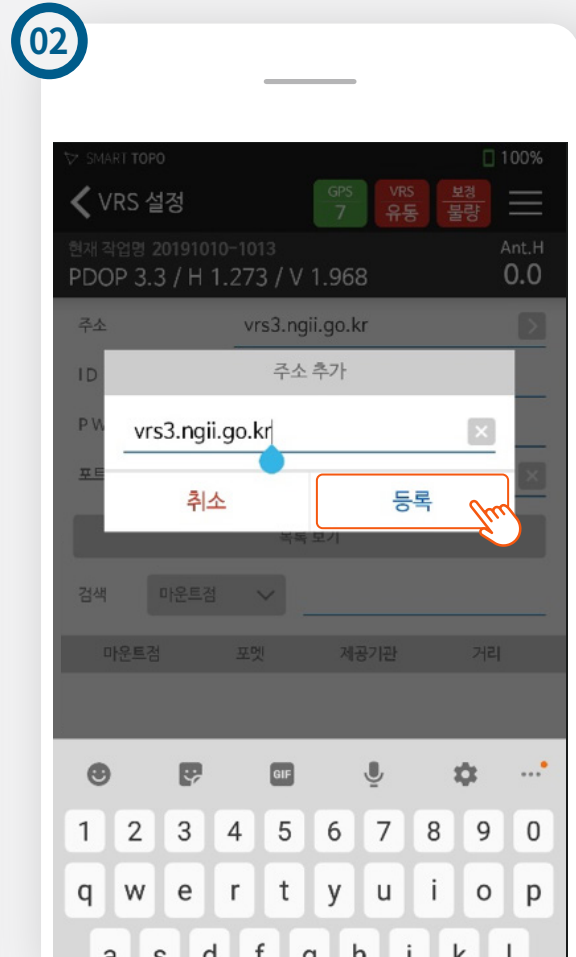 02
SMART TOPO 100%
VRS 설정 GPS 7 VRS 유동 보정 불량
현재 작업명 20191010-1013 Ant.H
PDOP 3.3 / H 1.273 / V 1.968 0.0
주소 vrs3.ngii.go.kr
주소 추가
ID
vrs3.ngii.go.kr
PW
포트
취소 등록
목록 보기
검색 마운트점
마운트점 포멧 제공기관 거리
GIF
1 2 3 4 5 6 7 8 9 0
q w e r t y u i o p
a s d f g h j k l